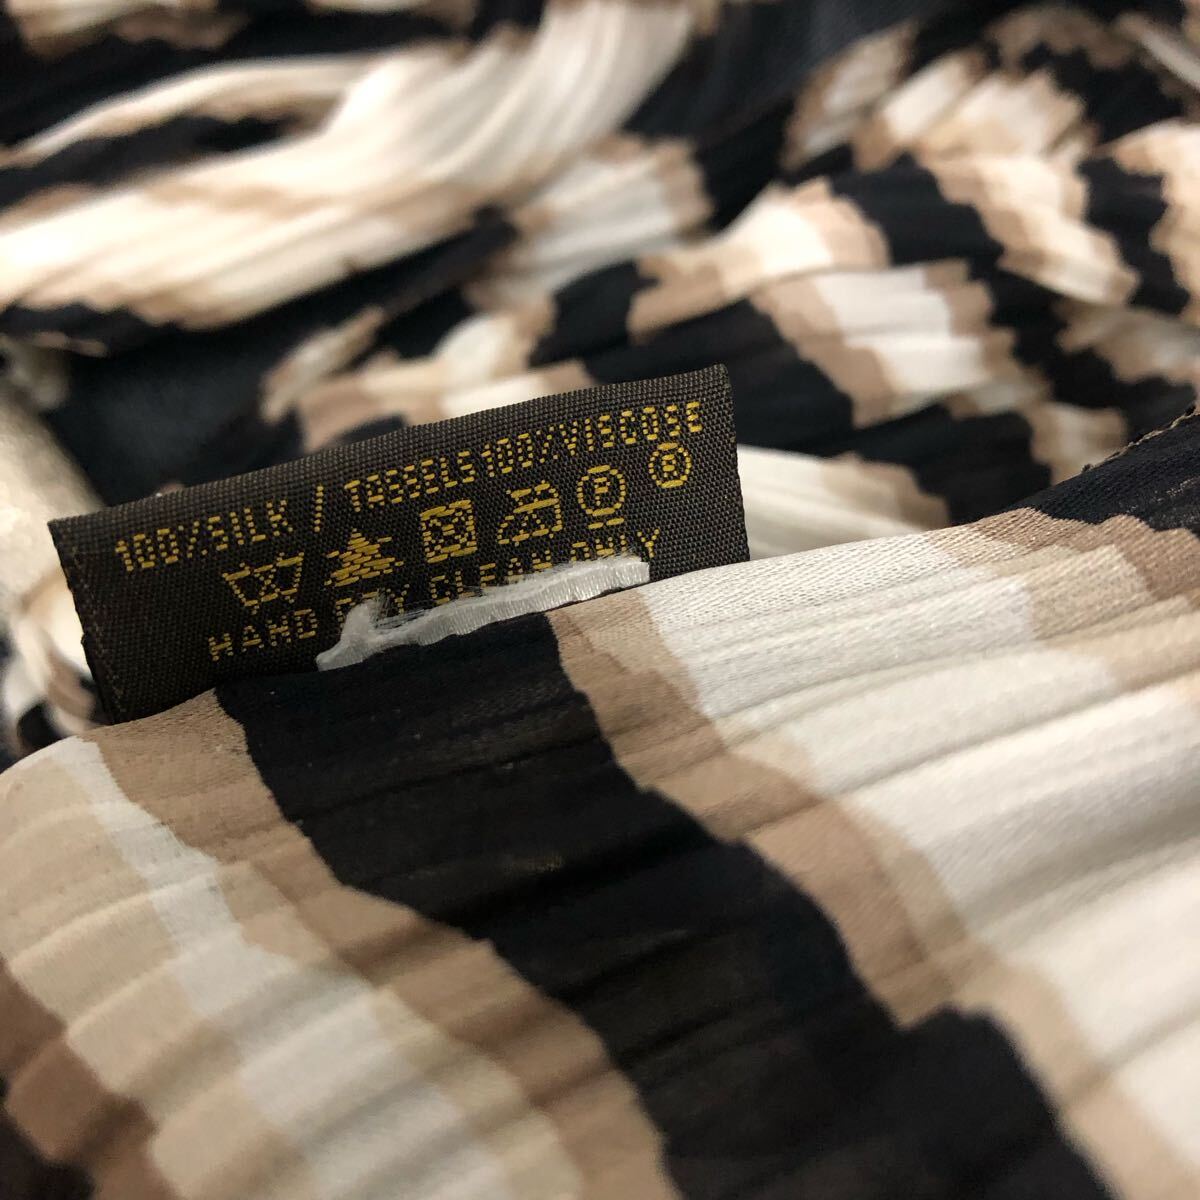 100%SILK / TASSELS100%VISCOSE
P R
HAND DRY CLEAN ONLY